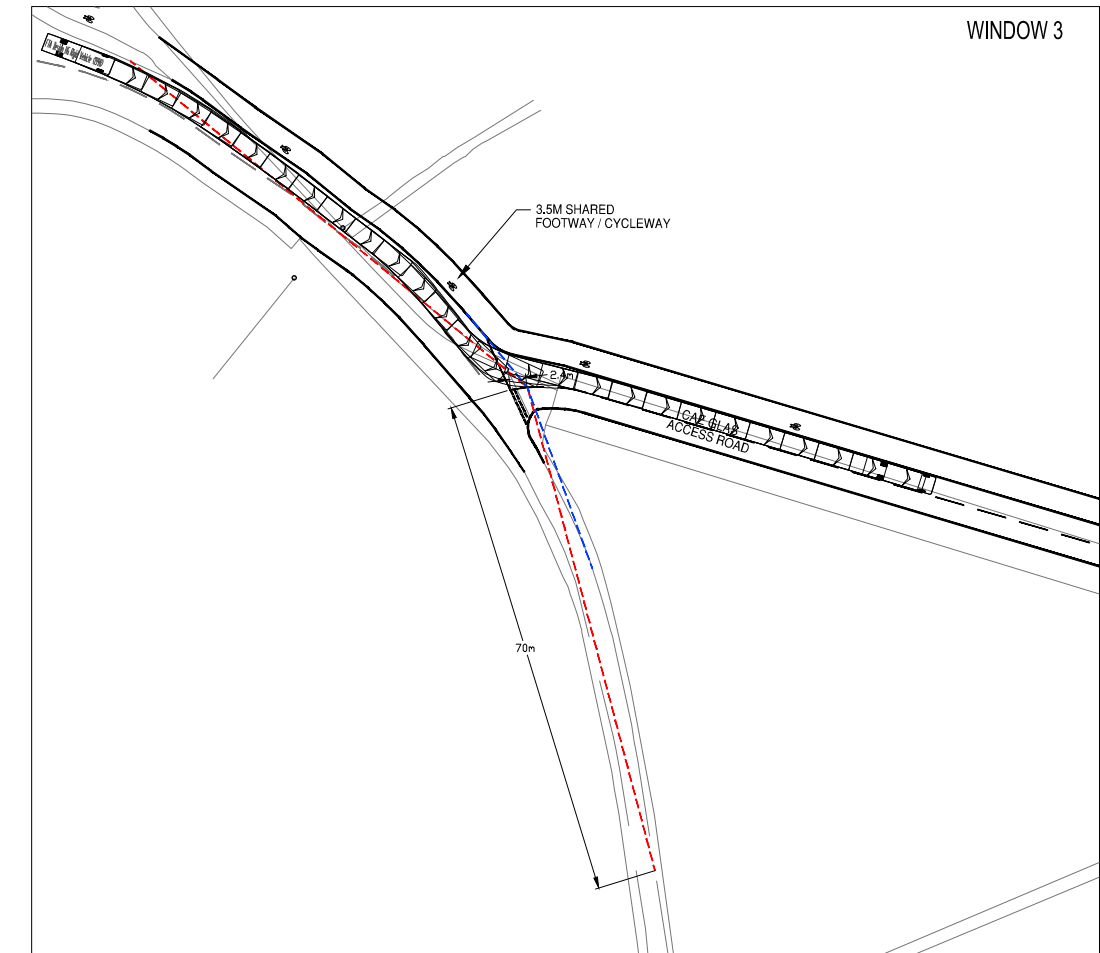 WINDOW 3
3.5M SHARED
FOOTWAY / CYCLEWAY
2.4m
CAE GLAS
ACCESS ROAD
70m